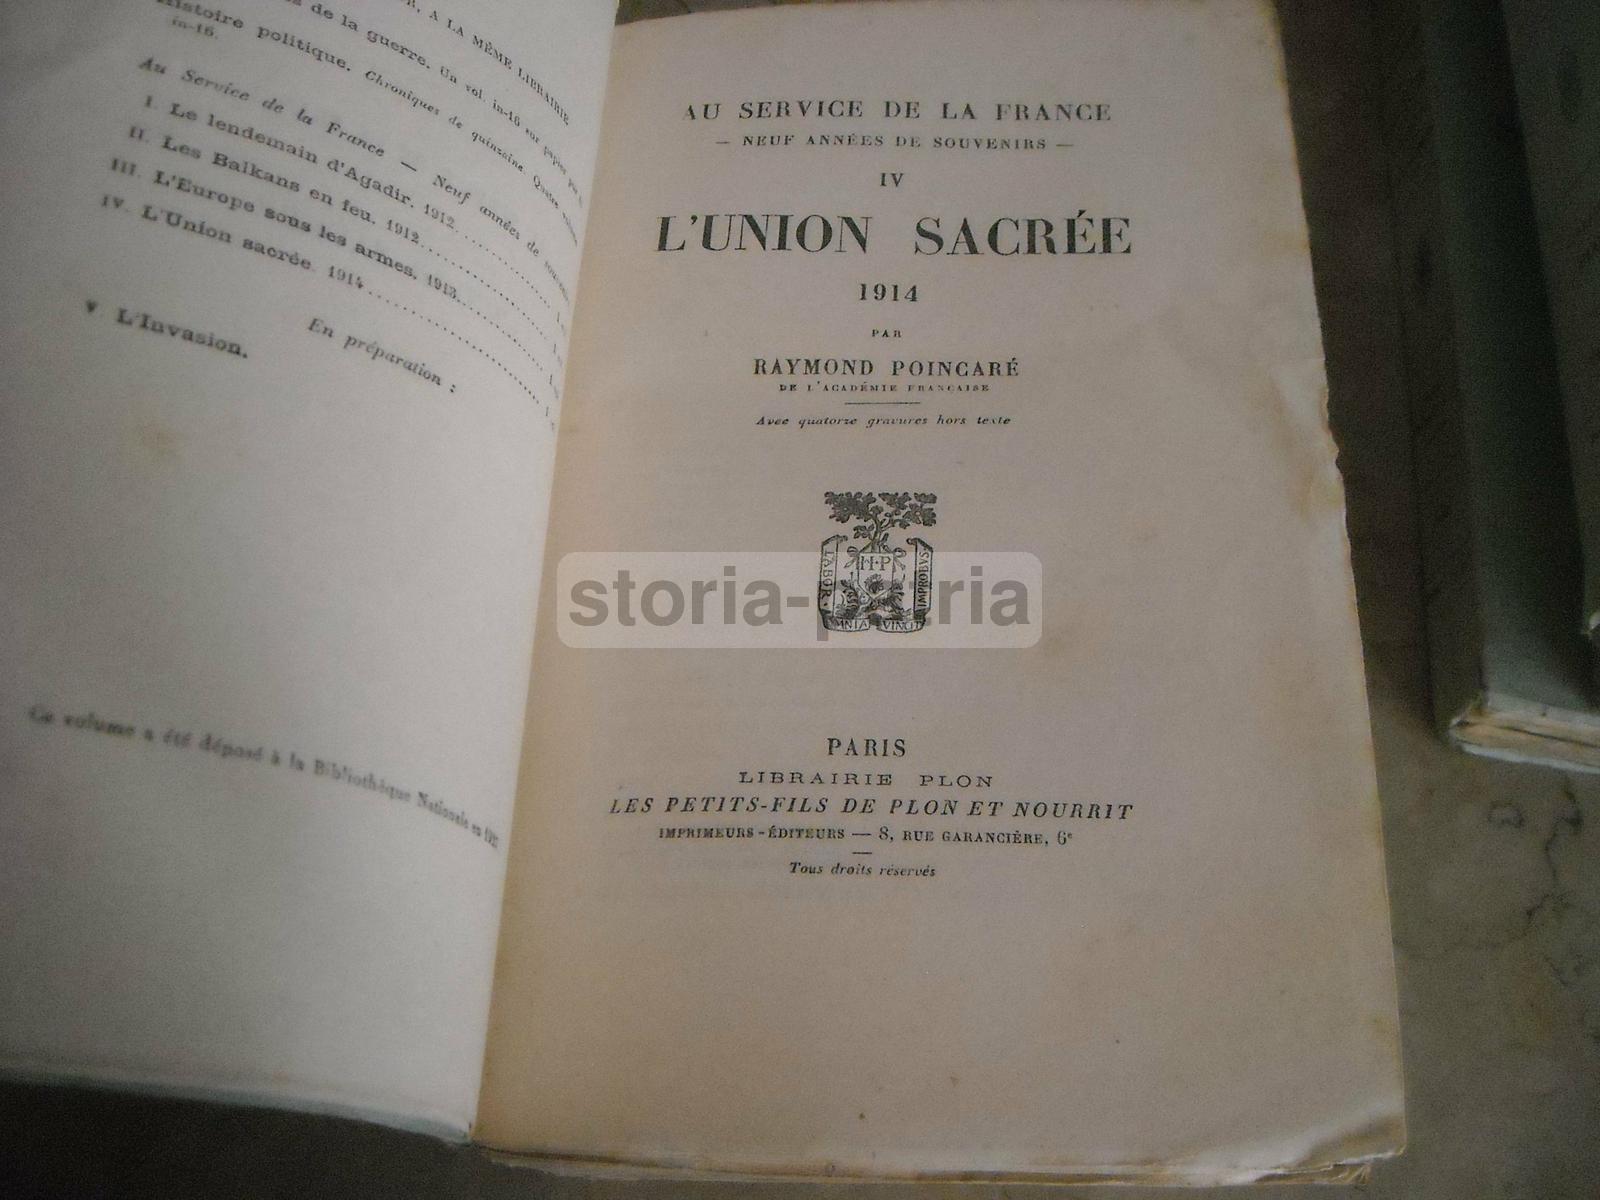 R, A LA MÊME LIBRAIRIE
s de la guerre. Un vol. in-16 sur papier
Histoire politique. Chroniques de quinzaine. Quatre
in-16.
Au Service de la France — Neuf années de
I. Le lendemain d'Agadir. 1912.
II. Les Balkans en feu. 1912
III. L'Europe sous les armes. 1913
IV. L'Union sacrée. 1914
En préparation :
V. L'Invasion.
Ce volume a été déposé à la Bibliothèque Nationale en
AU SERVICE DE LA FRANCE
— NEUF ANNÉES DE SOUVENIRS —
IV
L'UNION SACRÉE
1914
PAR
RAYMOND POINCARÉ
DE L'ACADÉMIE FRANÇAISE
Avec quatorze gravures hors texte
LABOR
H·P
IMPROBVS
OMNIA VINCIT
storia-patria
PARIS
LIBRAIRIE PLON
LES PETITS-FILS DE PLON ET NOURRIT
IMPRIMEURS-ÉDITEURS — 8, RUE GARANCIÈRE, 6e
Tous droits réservés